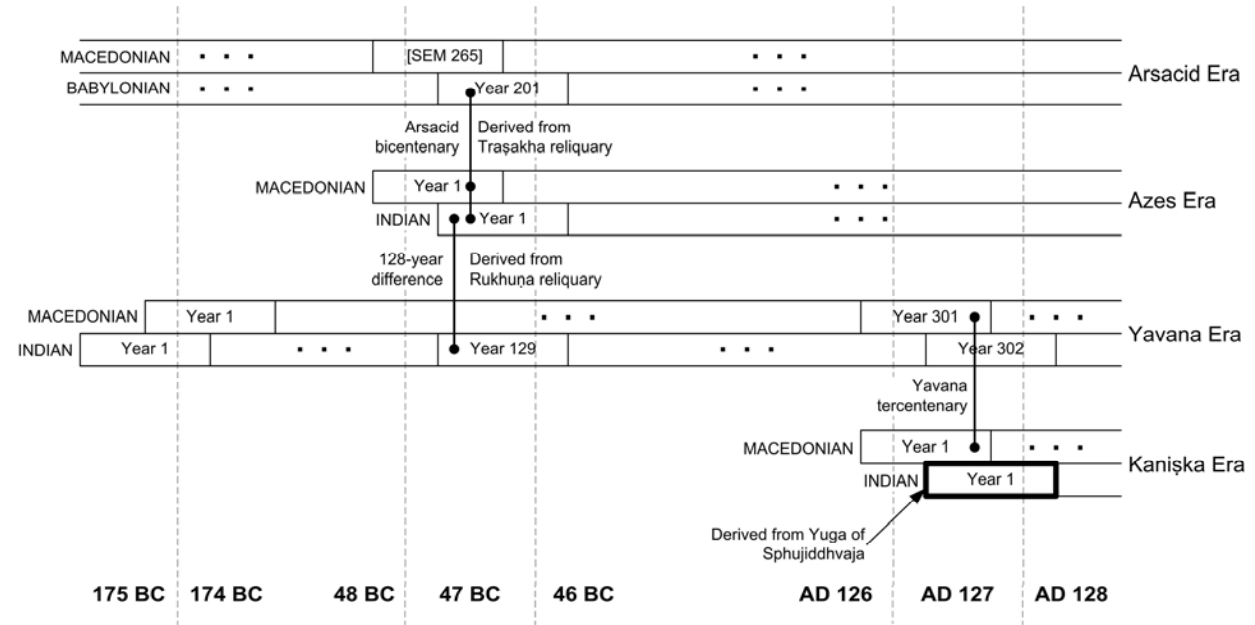 MACEDONIAN . . . [SEM 265] . . .
Arsacid Era
BABYLONIAN . . . Year 201 . . .
Arsacid Derived from
bicentenary Traṣakha reliquary
MACEDONIAN Year 1 . . .
Azes Era
INDIAN Year 1 . . .
128-year Derived from
difference Rukhuṇa reliquary
MACEDONIAN Year 1 . . . Year 301 . . .
Yavana Era
INDIAN Year 1 . . . Year 129 . . . Year 302
Yavana
tercentenary
MACEDONIAN Year 1 . . .
Kaniṣka Era
INDIAN Year 1
Derived from Yuga of
Sphujiddhvaja
175 BC 174 BC 48 BC 47 BC 46 BC AD 126 AD 127 AD 128